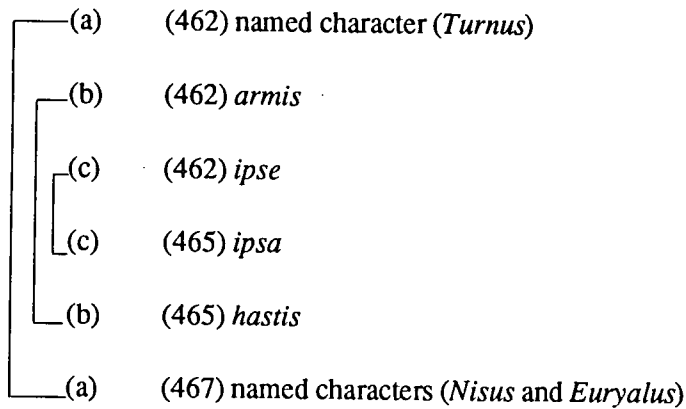 (a) (462) named character (Turnus)
(b) (462) armis
(c) (462) ipse
(c) (465) ipsa
(b) (465) hastis
(a) (467) named characters (Nisus and Euryalus)